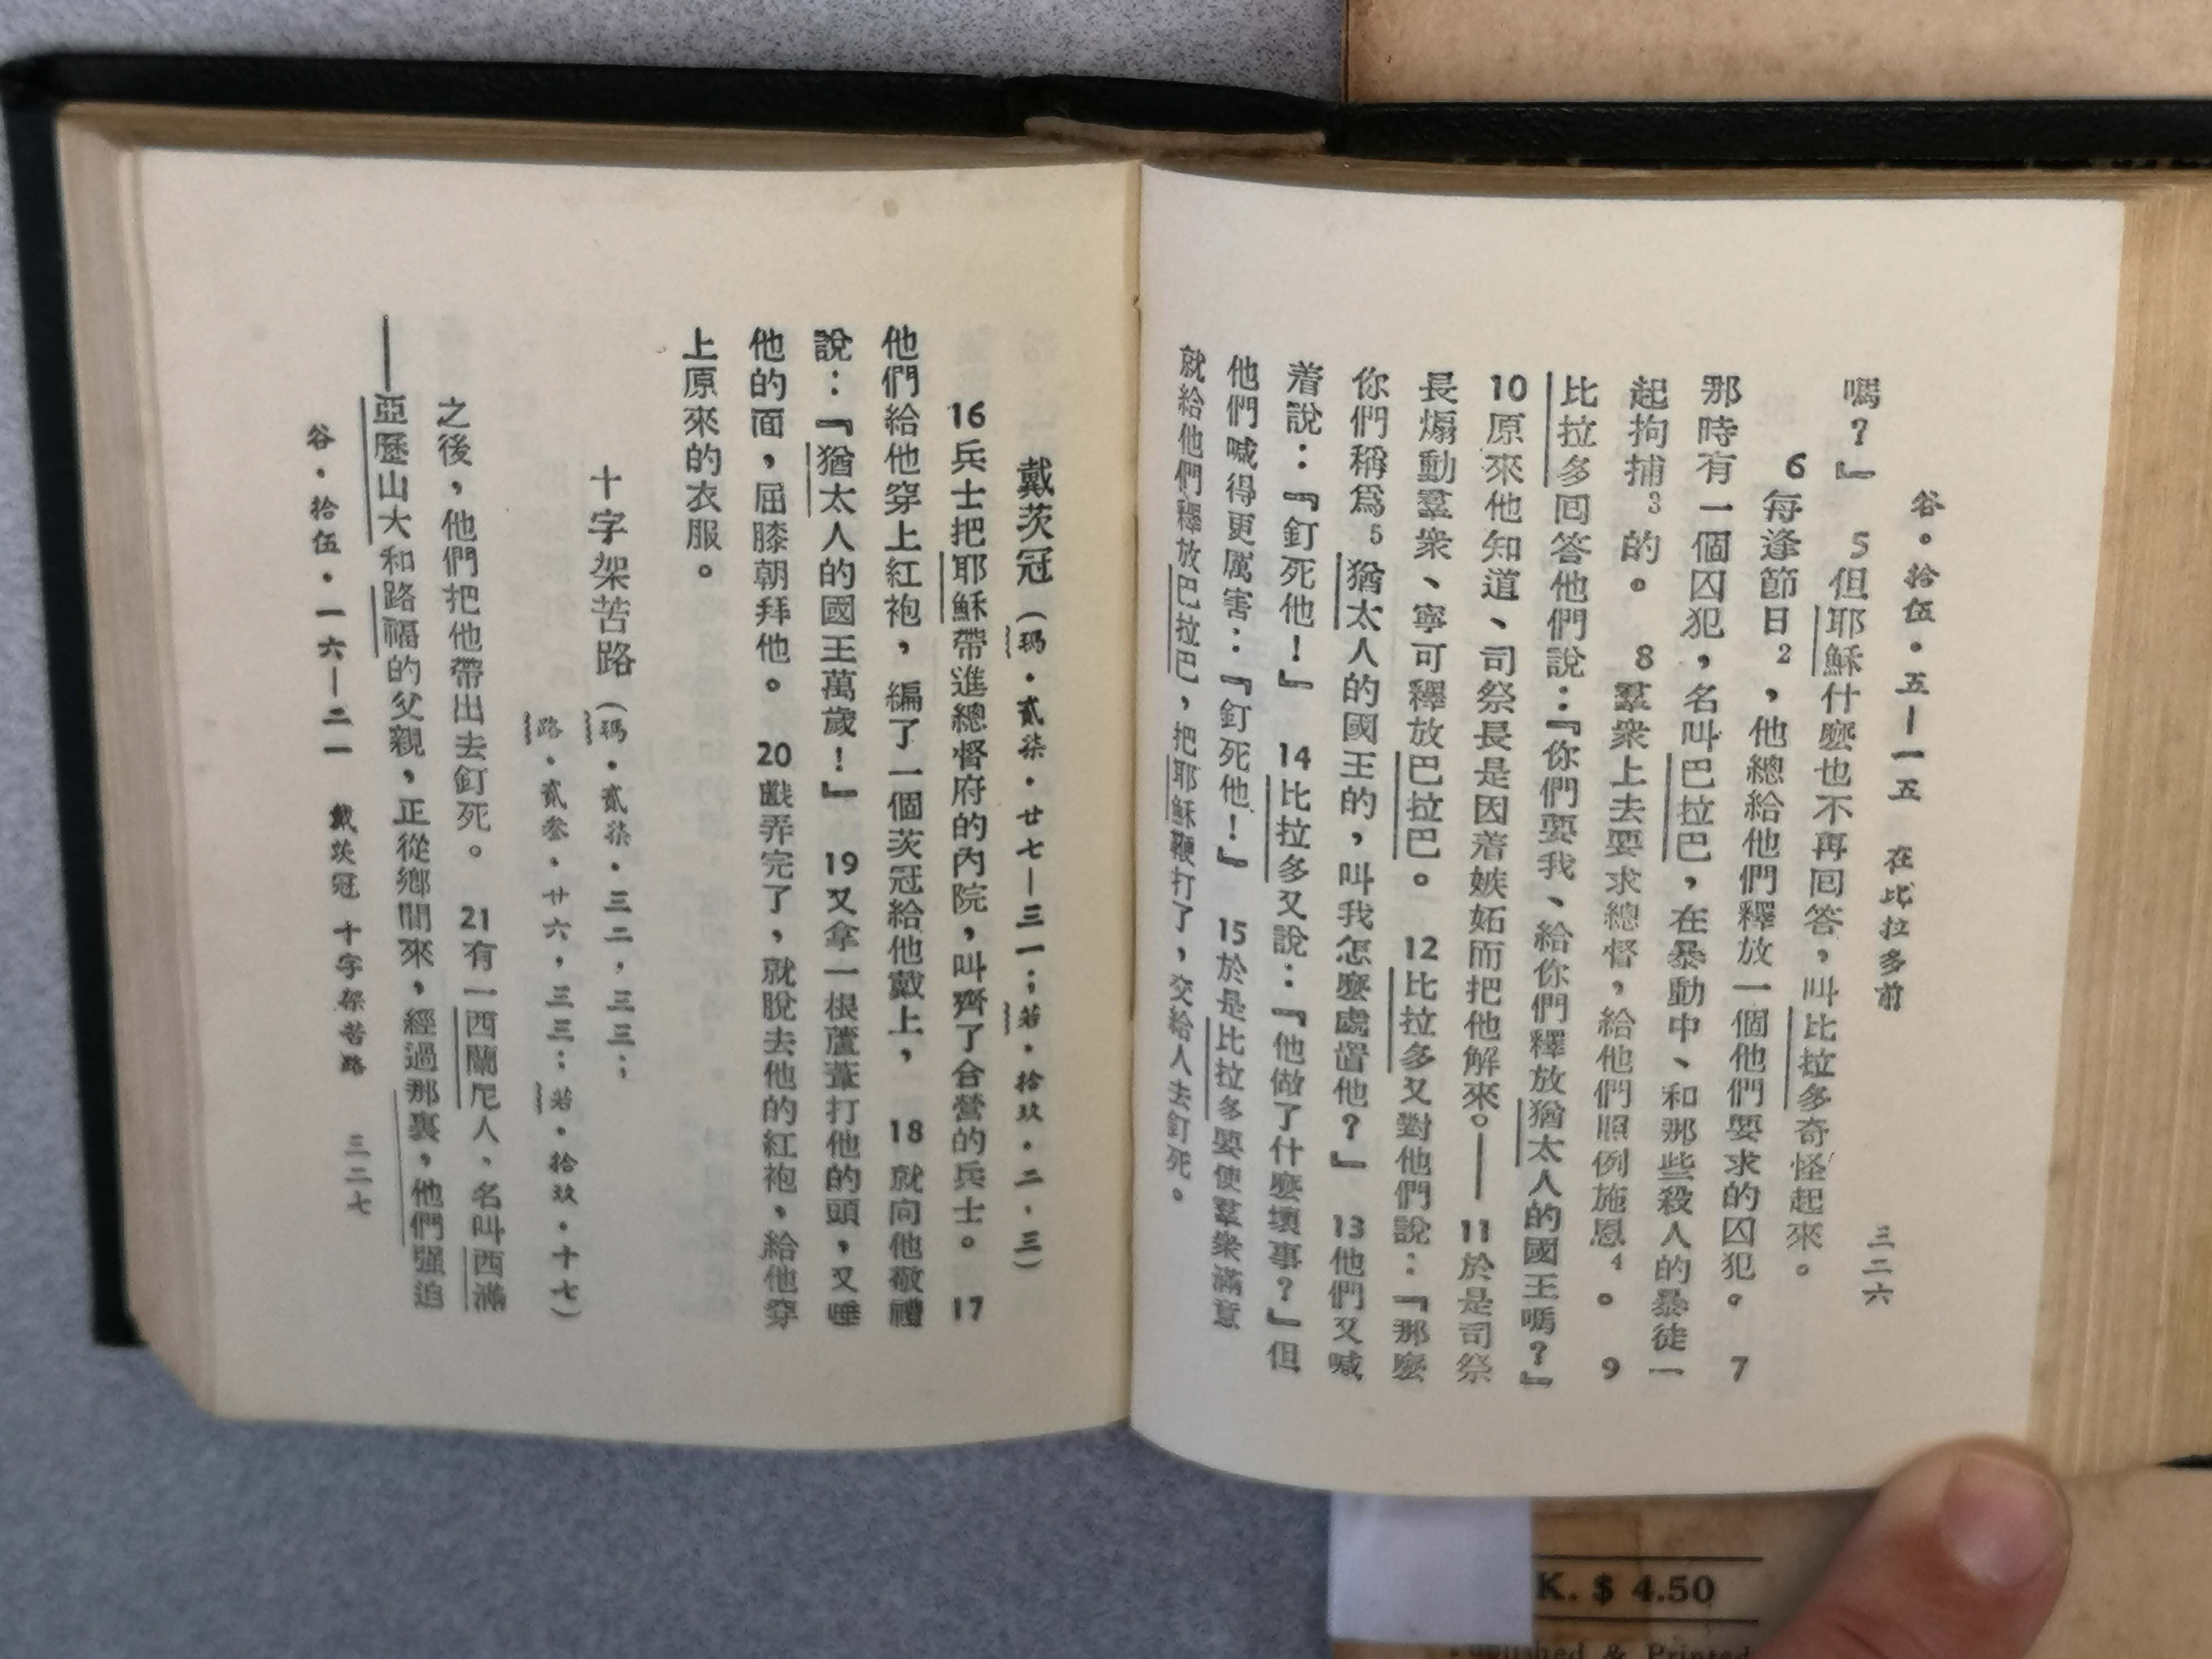 谷。拾伍。五—一五 在比拉多前 三二六
嗎？』 5但耶穌什麼也不再回答，叫比拉多奇怪起來。
6每逢節日2，他總給他們釋放一個他們要求的囚犯。 7
那時有一個囚犯，名叫巴拉巴，在暴動中、和那些殺人的暴徒一
起拘捕3的。 8羣衆上去要求總督，給他們照例施恩4。 9
比拉多回答他們說：『你們要我、給你們釋放猶太人的國王嗎？』
10原來他知道、司祭長是因着嫉妬而把他解來。—— 11於是司祭
長煽動羣衆、寧可釋放巴拉巴。 12比拉多又對他們說：『那麼
你們稱爲5猶太人的國王的，叫我怎麼處置他？』 13他們又喊
着說：『釘死他！』 14比拉多又說：『他做了什麼壞事？』但
他們喊得更厲害：『釘死他！』 15於是比拉多要使羣衆滿意
就給他們釋放巴拉巴，把耶穌鞭打了，交給人去釘死。
戴茨冠（瑪·貳柒·廿七—三一；若·拾玖·二，三）
16兵士把耶穌帶進總督府的內院，叫齊了全營的兵士。 17
他們給他穿上紅袍，編了一個茨冠給他戴上， 18就向他敬禮
說：『猶太人的國王萬歲！』 19又拿一根蘆葦打他的頭，又唾
他的面，屈膝朝拜他。 20戲弄完了，就脫去他的紅袍，給他穿
上原來的衣服。
十字架苦路（瑪·貳柒·三二，三三；
路·貳叁·廿六，三三；若·拾玖·十七）
之後，他們把他帶出去釘死。 21有一西蘭尼人，名叫西滿
——亞歷山大和路福的父親，正從鄉間來，經過那裏，他們强迫
谷·拾伍·一六—二一 戴茨冠 十字架苦路 三二七
K. $ 4.50
& Printed